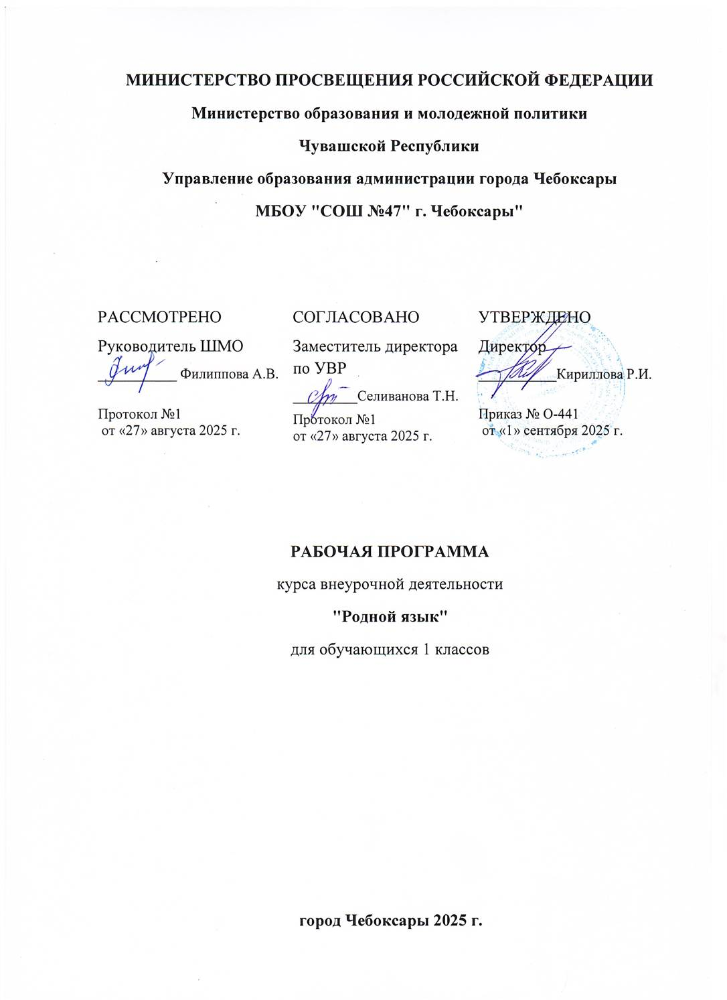 МИНИСТЕРСТВО ПРОСВЕЩЕНИЯ РОССИЙСКОЙ ФЕДЕРАЦИИ
Министерство образования и молодежной политики
Чувашской Республики
Управление образования администрации города Чебоксары
МБОУ "СОШ №47" г. Чебоксары"
РАССМОТРЕНО
Руководитель ШМО
___________ Филиппова А.В.
Протокол №1
от «27» августа 2025 г.
СОГЛАСОВАНО
Заместитель директора
по УВР
_________Селиванова Т.Н.
Протокол №1
от «27» августа 2025 г.
УТВЕРЖДЕНО
Директор
___________Кириллова Р.И.
Приказ № О-441
от «1» сентября 2025 г.
РАБОЧАЯ ПРОГРАММА
курса внеурочной деятельности
"Родной язык"
для обучающихся 1 классов
город Чебоксары 2025 г.